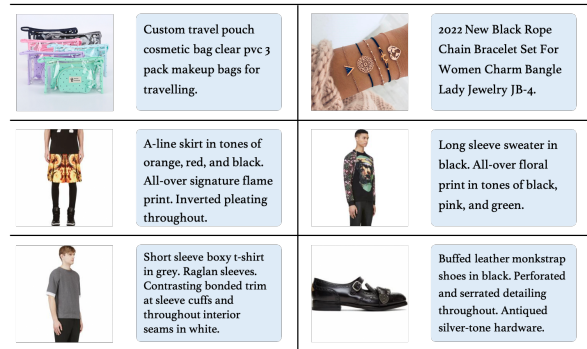 Custom travel pouch
cosmetic bag clear pvc 3
pack makeup bags for
travelling.
2022 New Black Rope
Chain Bracelet Set For
Women Charm Bangle
Lady Jewelry JB-4.
A-line skirt in tones of
orange, red, and black.
All-over signature flame
print. Inverted pleating
throughout.
Long sleeve sweater in
black. All-over floral
print in tones of black,
pink, and green.
Short sleeve boxy t-shirt
in grey. Raglan sleeves.
Contrasting bonded trim
at sleeve cuffs and
throughout interior
seams in white.
Buffed leather monkstrap
shoes in black. Perforated
and serrated detailing
throughout. Antiqued
silver-tone hardware.